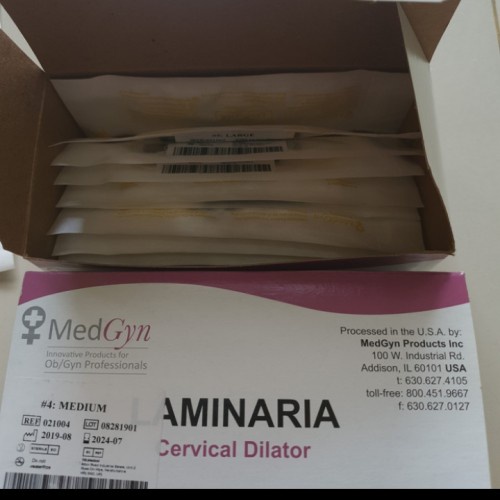 MedGyn
Innovative Products for
Ob/Gyn Professionals
Processed in the U.S.A. by:
MedGyn Products Inc
100 W. Industrial Rd.
Addison, IL 60101 USA
t: 630.627.4105
toll-free: 800.451.9667
f: 630.627.0127
#4: MEDIUM
REF 021004 LOT 08281901
2019-08 2024-07
LAMINARIA
Cervical Dilator